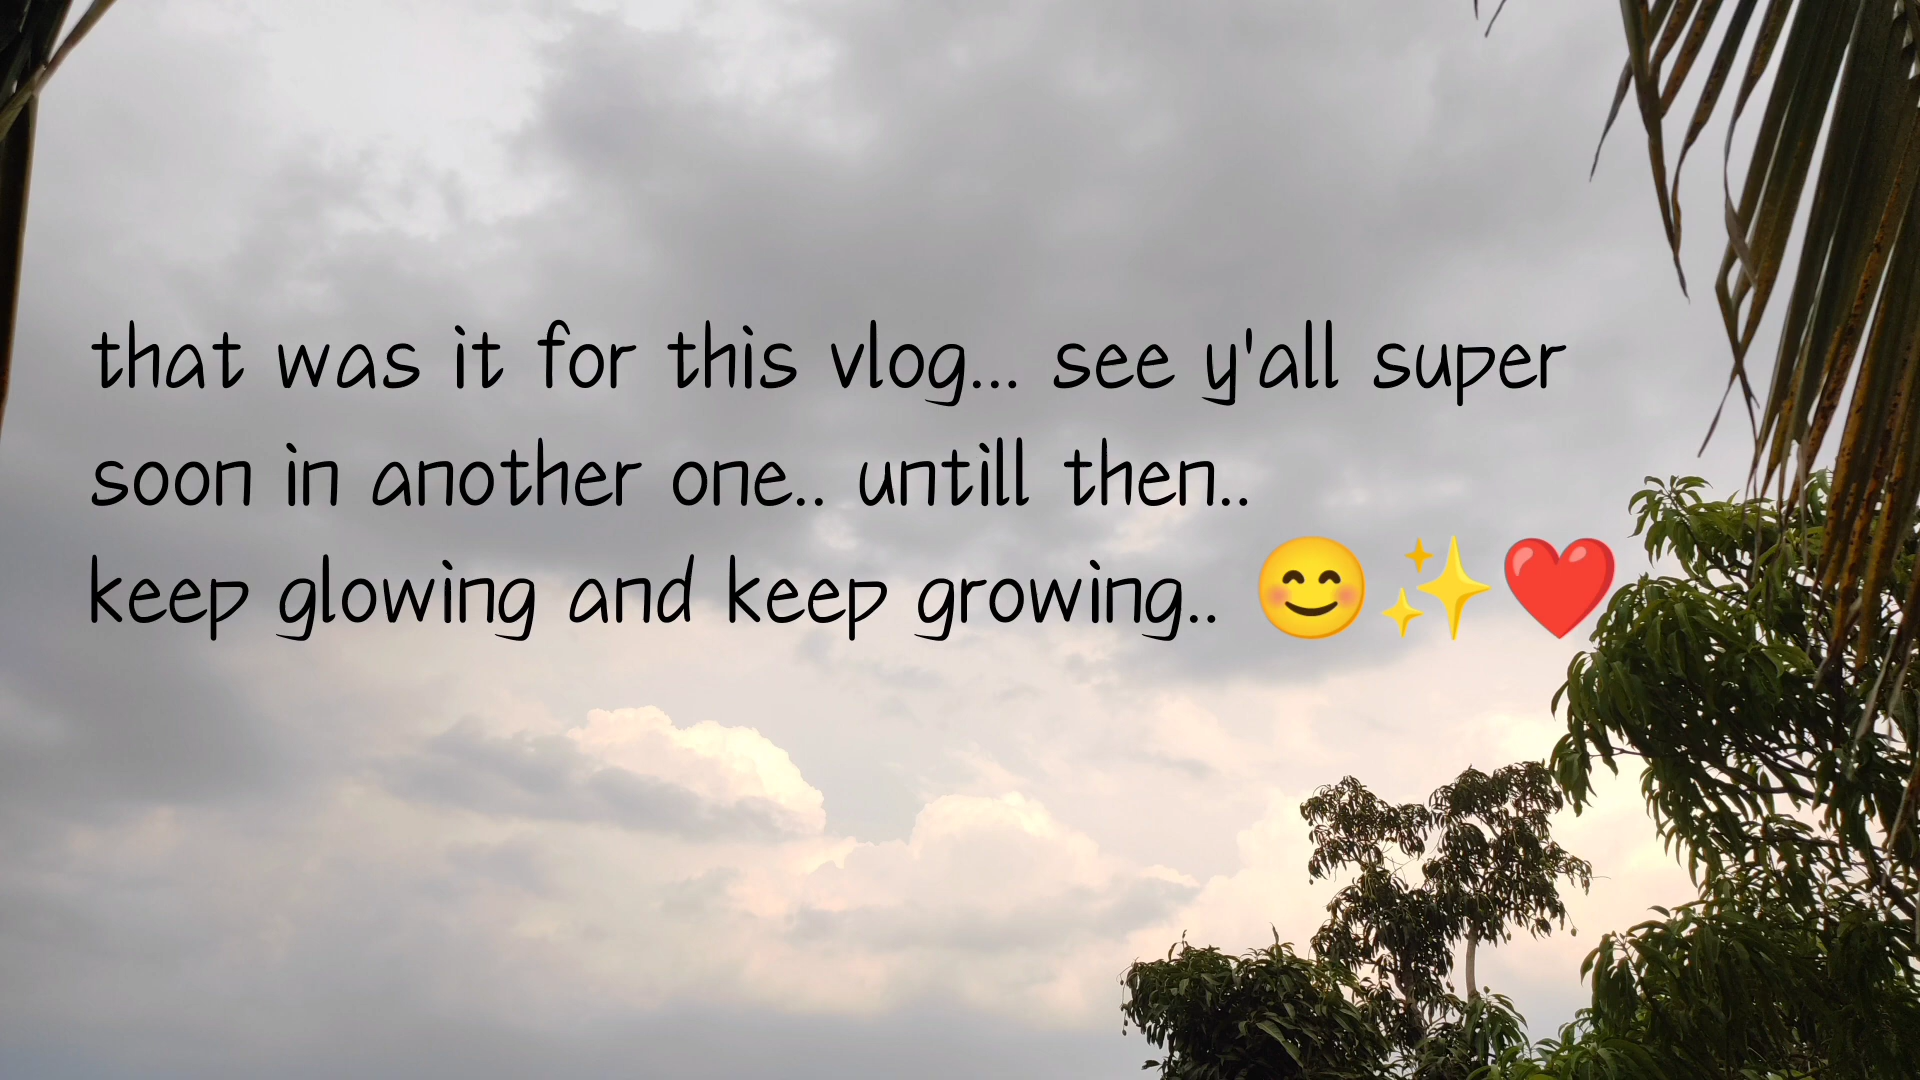 that was it for this vlog... see y'all super
soon in another one.. untill then..
keep glowing and keep growing.. 😊✨❤️